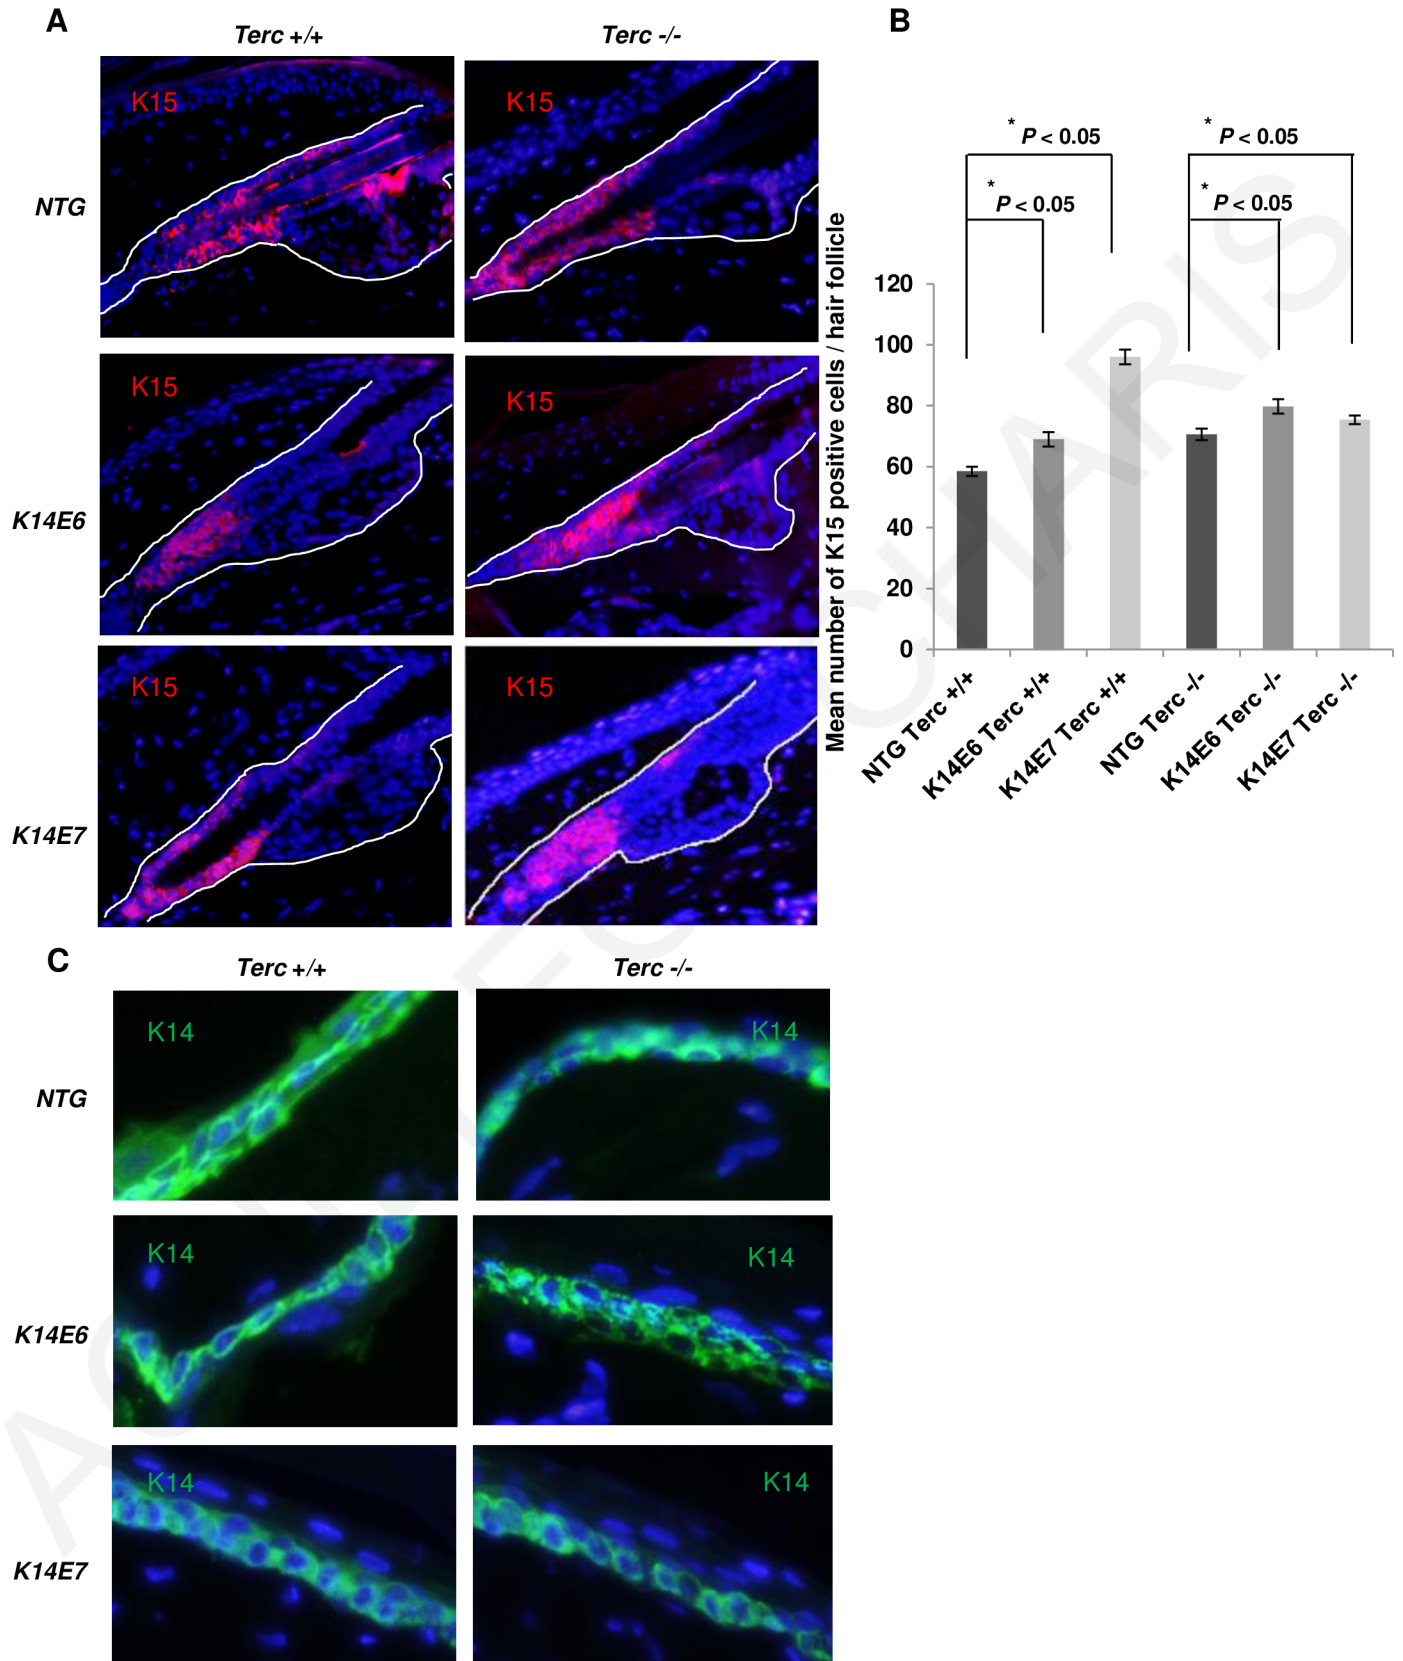 A
Terc +/+
Terc -/-
NTG
K15
K15
K14E6
K15
K15
K14E7
K15
K15
B
* P < 0.05
* P < 0.05
* P < 0.05
* P < 0.05
Mean number of K15 positive cells / hair follicle
120
100
80
60
40
20
0
NTG Terc +/+
K14E6 Terc +/+
K14E7 Terc +/+
NTG Terc -/-
K14E6 Terc -/-
K14E7 Terc -/-
C
Terc +/+
Terc -/-
NTG
K14
K14
K14E6
K14
K14
K14E7
K14
K14